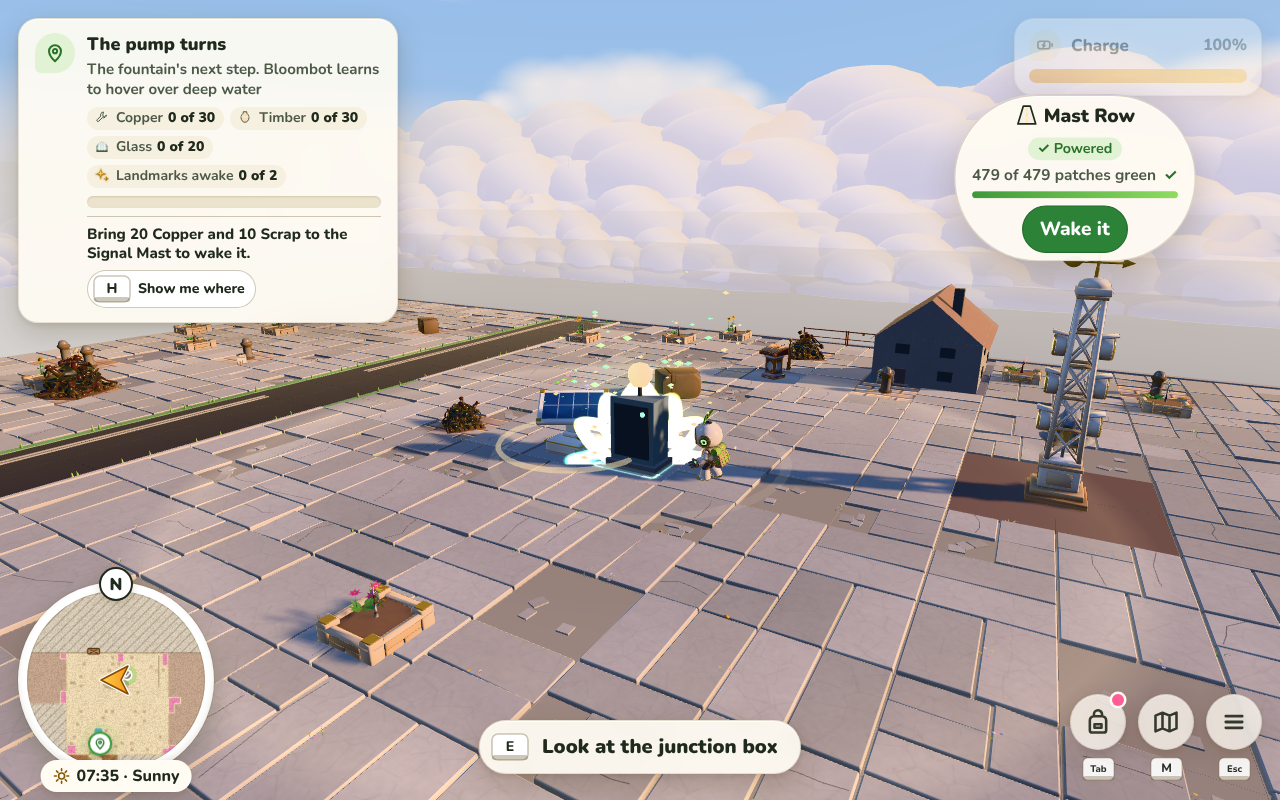 The pump turns
The fountain's next step. Bloombot learns
to hover over deep water
Copper 0 of 30
Timber 0 of 30
Glass 0 of 20
Landmarks awake 0 of 2
Bring 20 Copper and 10 Scrap to the
Signal Mast to wake it.
H Show me where
Charge 100%
Mast Row
Powered
479 of 479 patches green
Wake it
N
07:35 · Sunny
E Look at the junction box
Tab
M
Esc